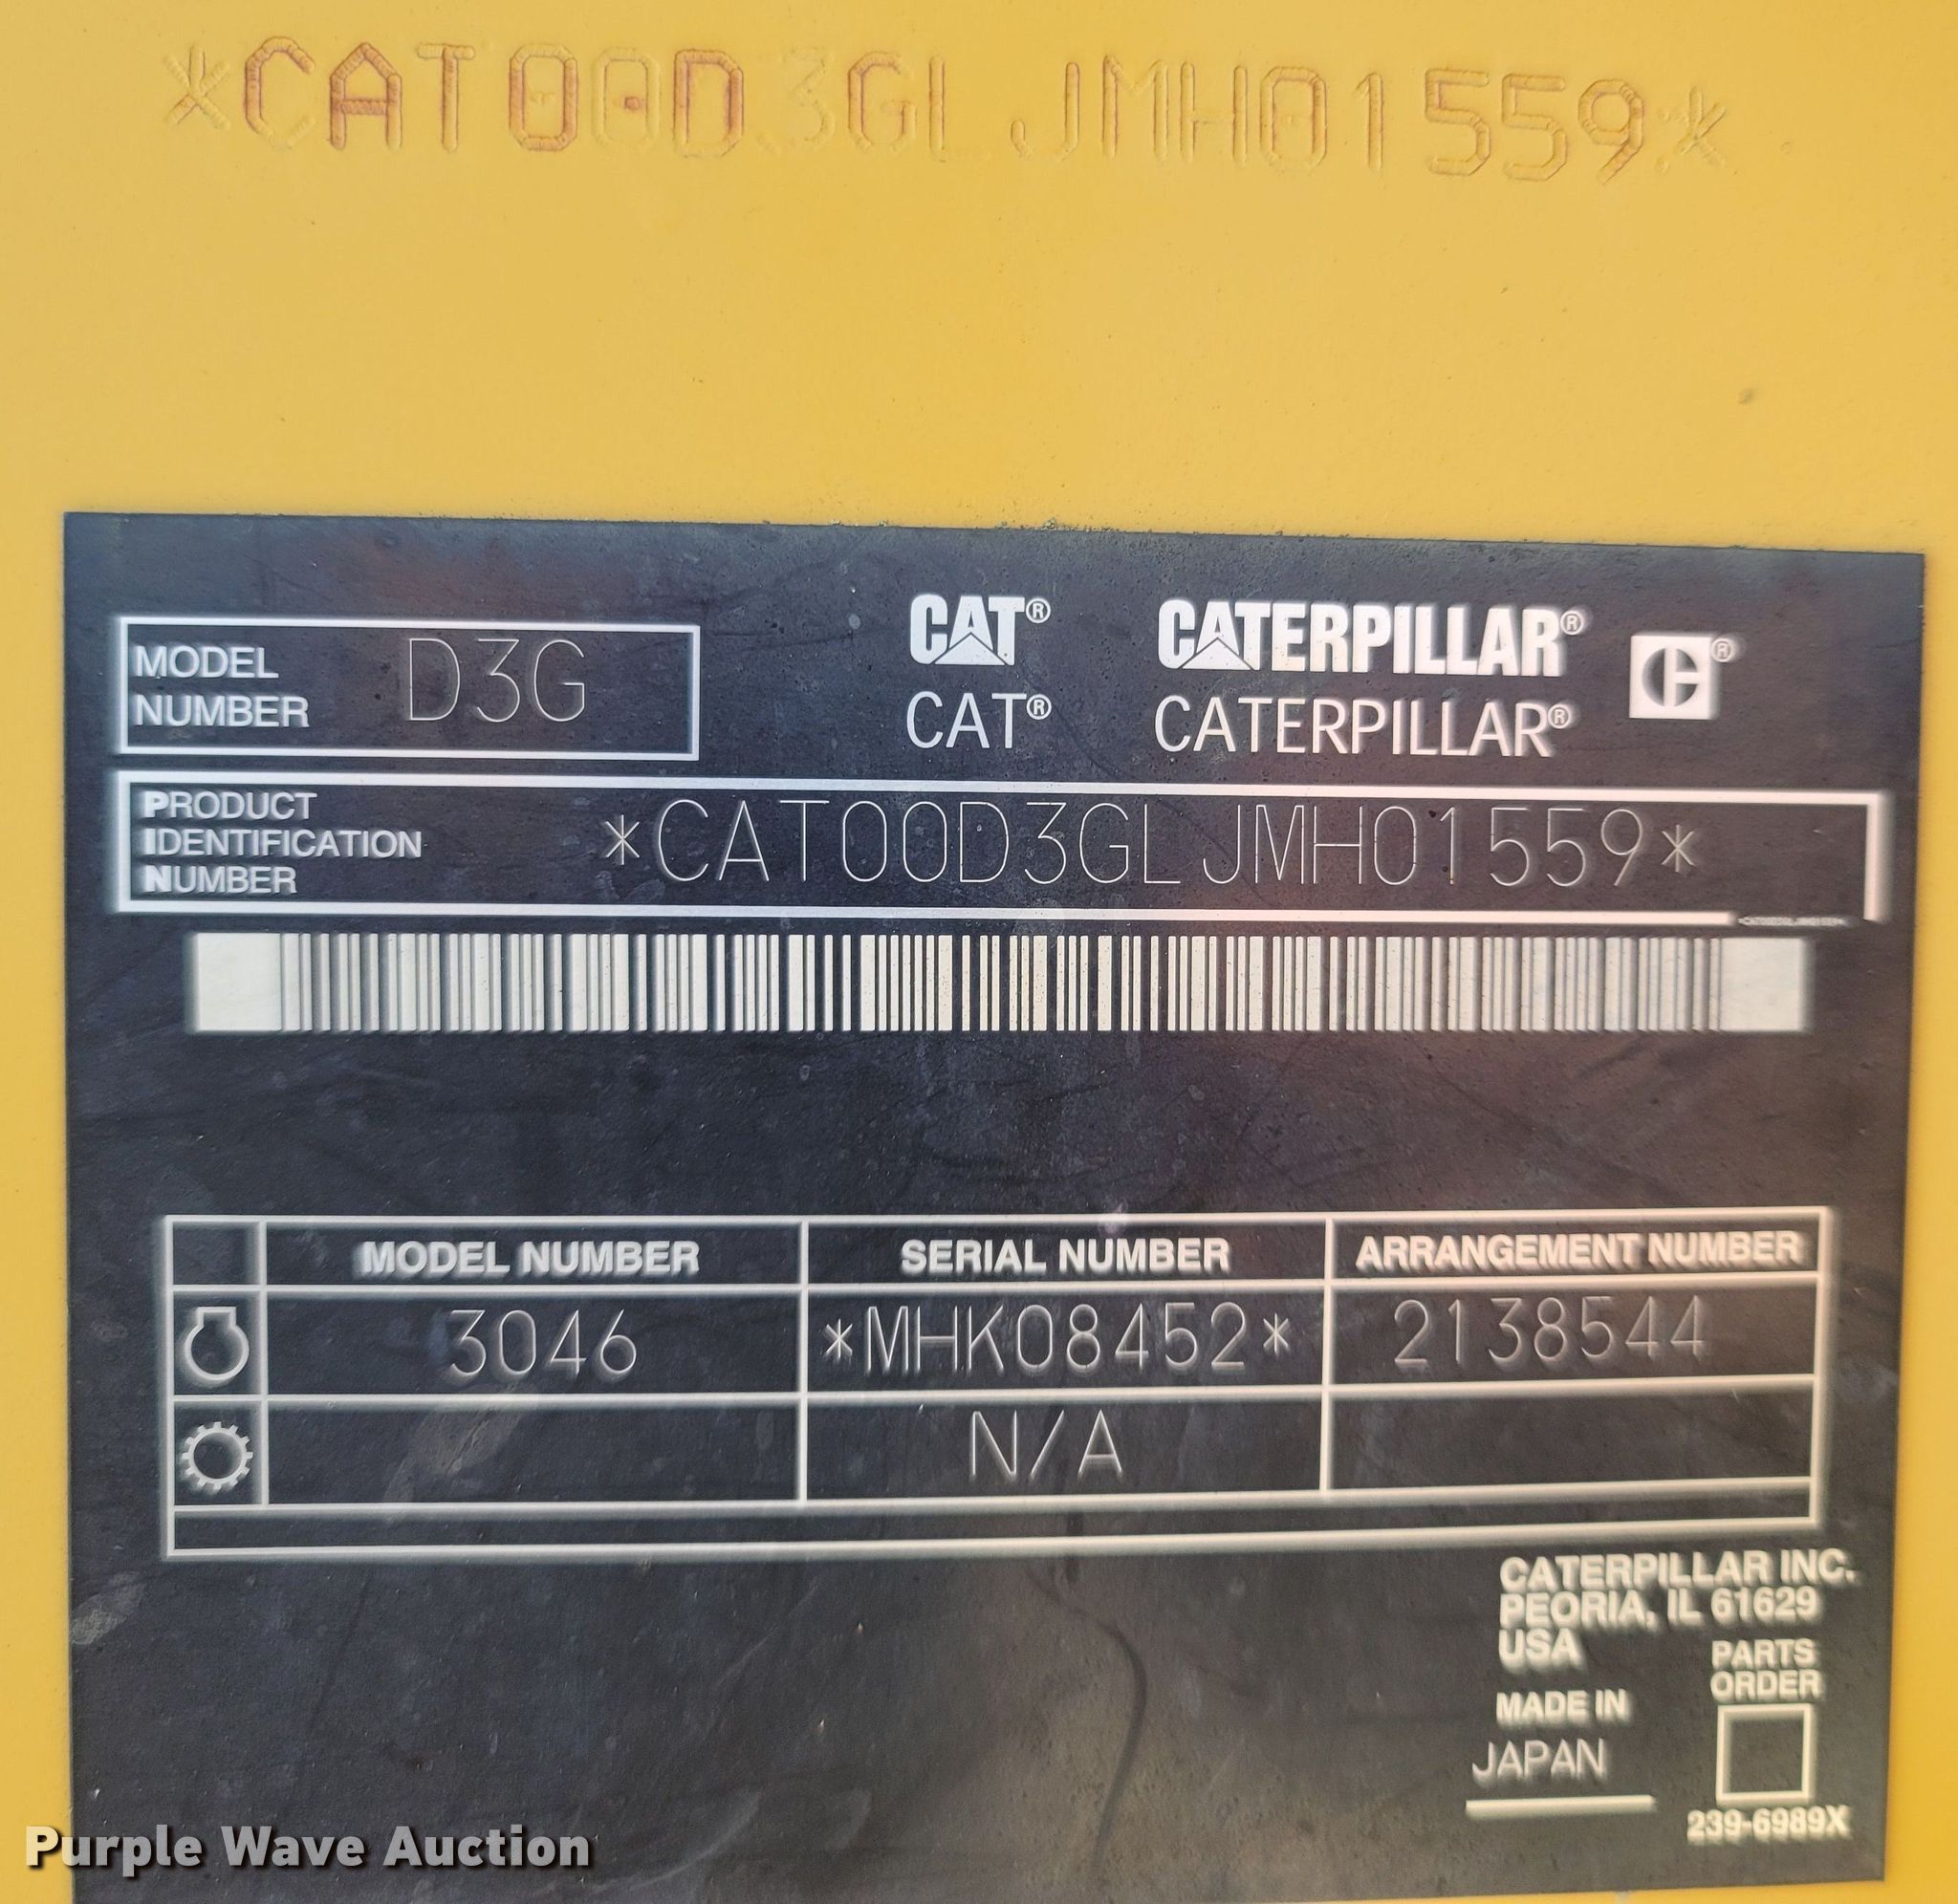 *CAT00D3GLJMH01559*
MODEL NUMBER D3G
CAT® CATERPILLAR®
CAT® CATERPILLAR®
PRODUCT IDENTIFICATION NUMBER *CAT00D3GLJMH01559*
MODEL NUMBER SERIAL NUMBER ARRANGEMENT NUMBER
3046 *MHK08452* 2138544
N/A
CATERPILLAR INC.
PEORIA, IL 61629
USA
PARTS ORDER
MADE IN
JAPAN
239-6989X
Purple Wave Auction